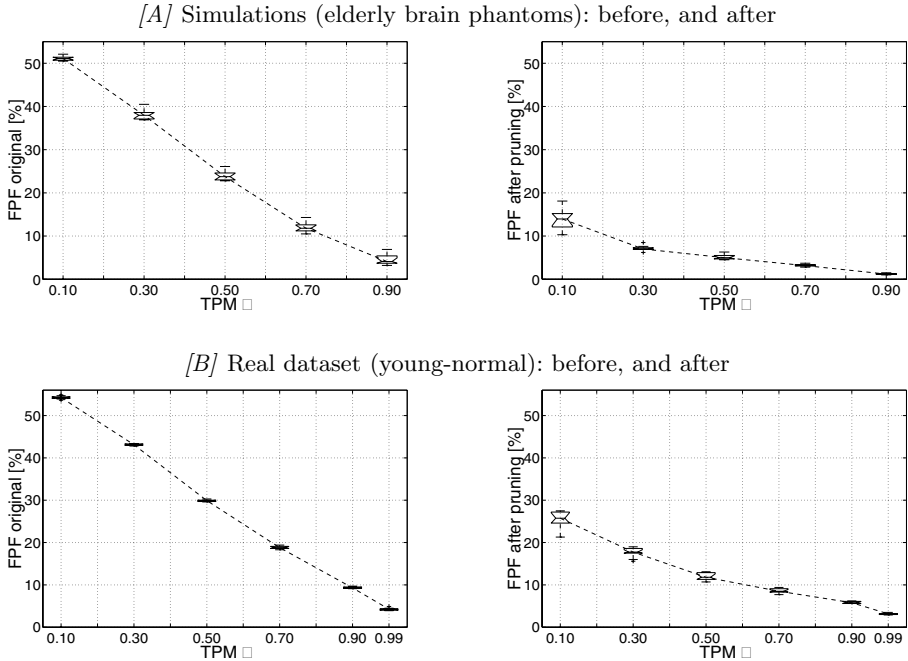 [A] Simulations (elderly brain phantoms): before, and after
FPF original [%]
50
40
30
20
10
0
0.10 0.30 0.50 0.70 0.90
TPM □
FPF after pruning [%]
50
40
30
20
10
0
0.10 0.30 0.50 0.70 0.90
TPM □
[B] Real dataset (young-normal): before, and after
FPF original [%]
50
40
30
20
10
0
0.10 0.30 0.50 0.70 0.90 0.99
TPM □
FPF after pruning [%]
50
40
30
20
10
0
0.10 0.30 0.50 0.70 0.90 0.99
TPM □